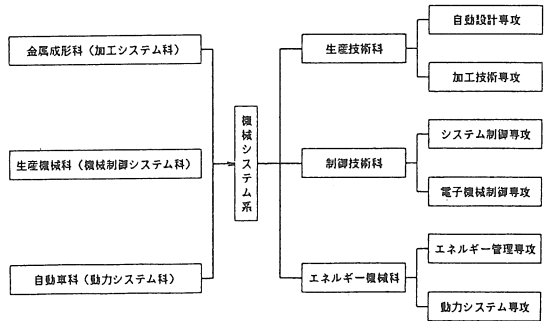 金属成形科（加工システム科）
生産機械科（機械制御システム科）
自動車科（動力システム科）
機械システム系
生産技術科
制御技術科
エネルギー機械科
自動設計専攻
加工技術専攻
システム制御専攻
電子機械制御専攻
エネルギー管理専攻
動力システム専攻